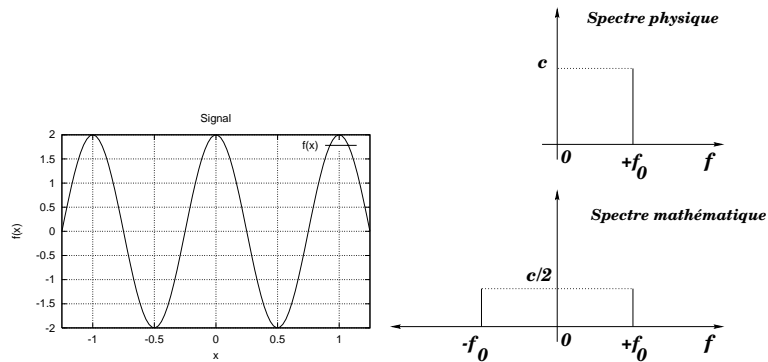 Signal
f(x)
2
1.5
1
0.5
0
-0.5
-1
-1.5
-2
f(x)
-1 -0.5 0 0.5 1
x
Spectre physique
c
0 +f0 f
Spectre mathématique
c/2
-f0 0 +f0 f